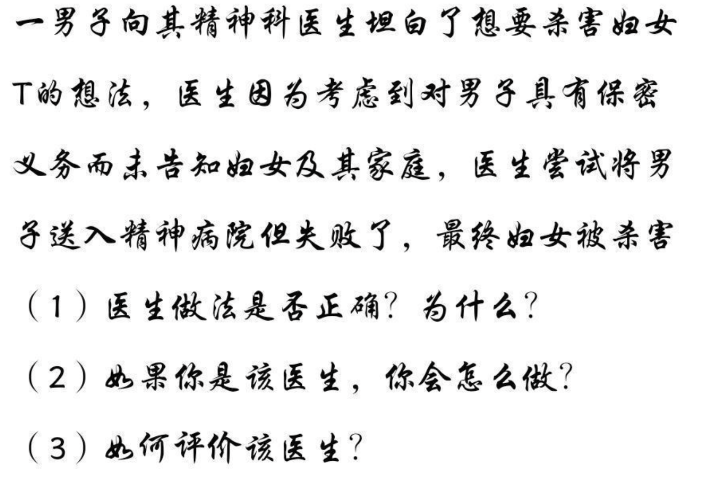 一男子向其精神科医生坦白了想要杀害妇女
T的想法，医生因为考虑到对男子具有保密
义务而未告知妇女及其家庭，医生尝试将男
子送入精神病院但失败了，最终妇女被杀害
（1）医生做法是否正确？为什么？
（2）如果你是该医生，你会怎么做？
（3）如何评价该医生？